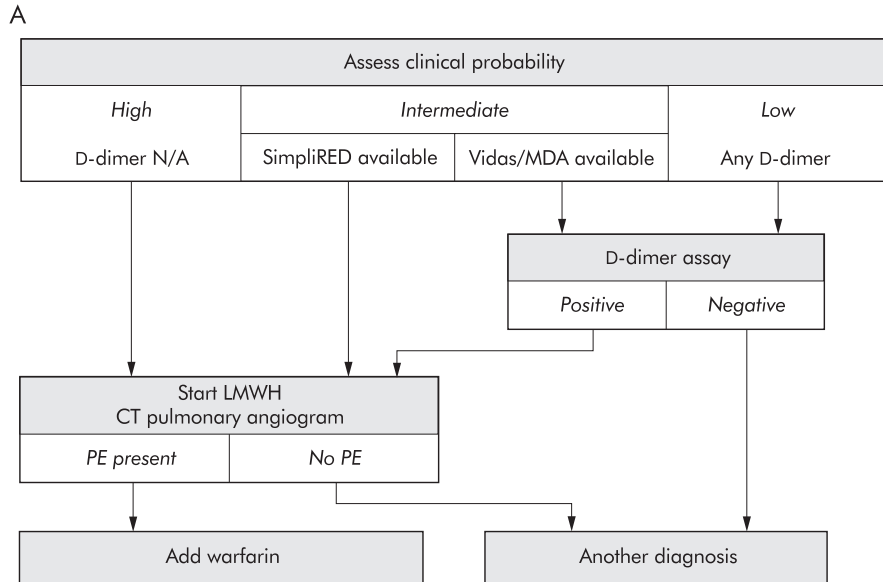 A
Assess clinical probability
High
Intermediate
Low
D-dimer N/A
SimpliRED available
Vidas/MDA available
Any D-dimer
D-dimer assay
Positive
Negative
Start LMWH
CT pulmonary angiogram
PE present
No PE
Add warfarin
Another diagnosis